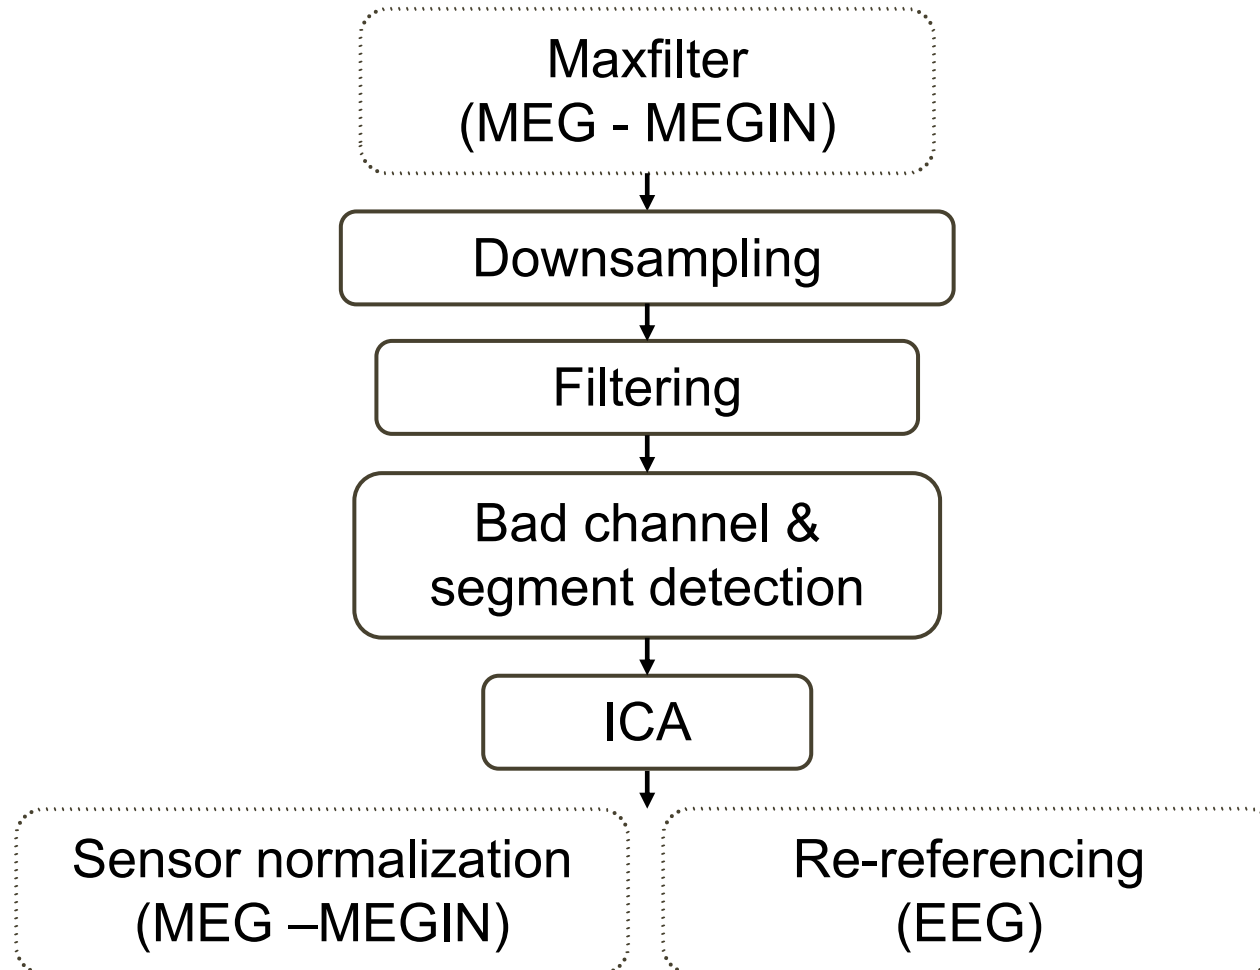 Maxfilter
(MEG - MEGIN)
Downsampling
Filtering
Bad channel &
segment detection
ICA
Sensor normalization
(MEG –MEGIN)
Re-referencing
(EEG)